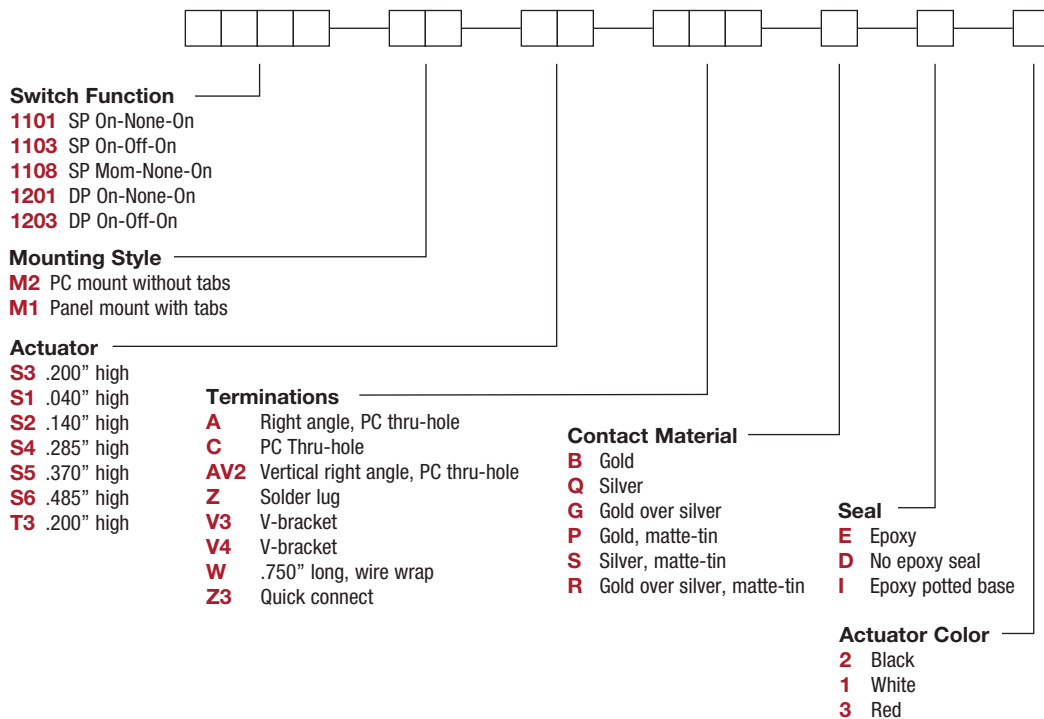 Switch Function
1101 SP On-None-On
1103 SP On-Off-On
1108 SP Mom-None-On
1201 DP On-None-On
1203 DP On-Off-On
Mounting Style
M2 PC mount without tabs
M1 Panel mount with tabs
Actuator
S3 .200” high
S1 .040” high
S2 .140” high
S4 .285” high
S5 .370” high
S6 .485” high
T3 .200” high
Terminations
A Right angle, PC thru-hole
C PC Thru-hole
AV2 Vertical right angle, PC thru-hole
Z Solder lug
V3 V-bracket
V4 V-bracket
W .750” long, wire wrap
Z3 Quick connect
Contact Material
B Gold
Q Silver
G Gold over silver
P Gold, matte-tin
S Silver, matte-tin
R Gold over silver, matte-tin
Seal
E Epoxy
D No epoxy seal
I Epoxy potted base
Actuator Color
2 Black
1 White
3 Red